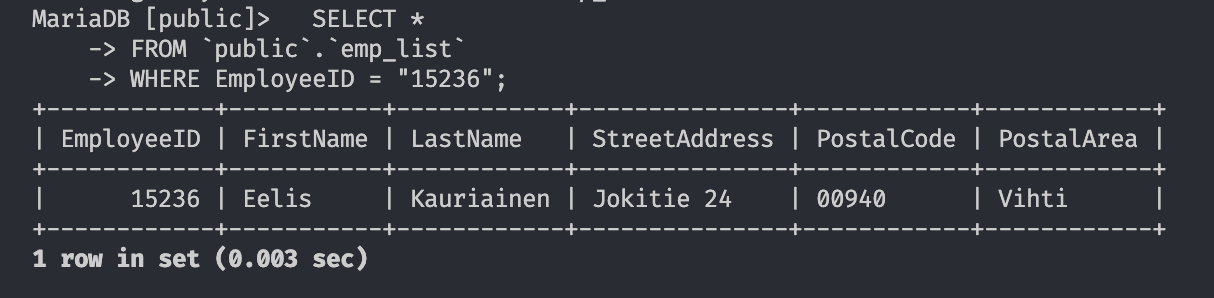 MariaDB [public]>   SELECT *
    -> FROM `public`.`emp_list`
    -> WHERE EmployeeID = "15236";
+------------+-----------+------------+---------------+------------+------------+
| EmployeeID | FirstName | LastName   | StreetAddress | PostalCode | PostalArea |
+------------+-----------+------------+---------------+------------+------------+
|      15236 | Eelis     | Kauriainen | Jokitie 24    | 00940      | Vihti      |
+------------+-----------+------------+---------------+------------+------------+
1 row in set (0.003 sec)